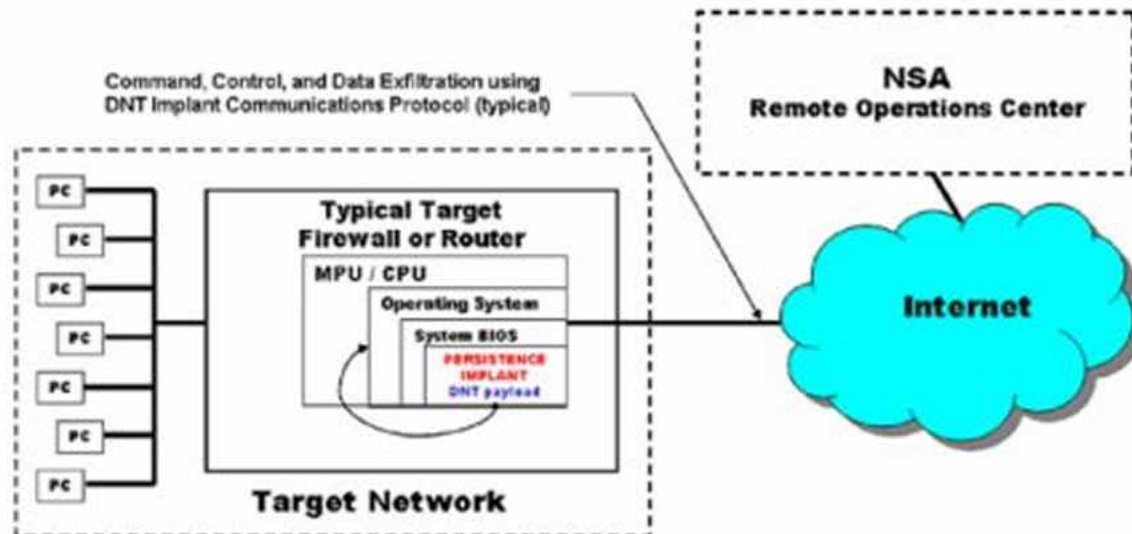 NSA
Remote Operations Center
Command, Control, and Data Exfiltration using
DNT Implant Communications Protocol (typical)
PC
PC
PC
PC
PC
PC
PC
Typical Target
Firewall or Router
MPU / CPU
Operating System
System BIOS
PERSISTENCE
IMPLANT
DNT payload
Internet
Target Network